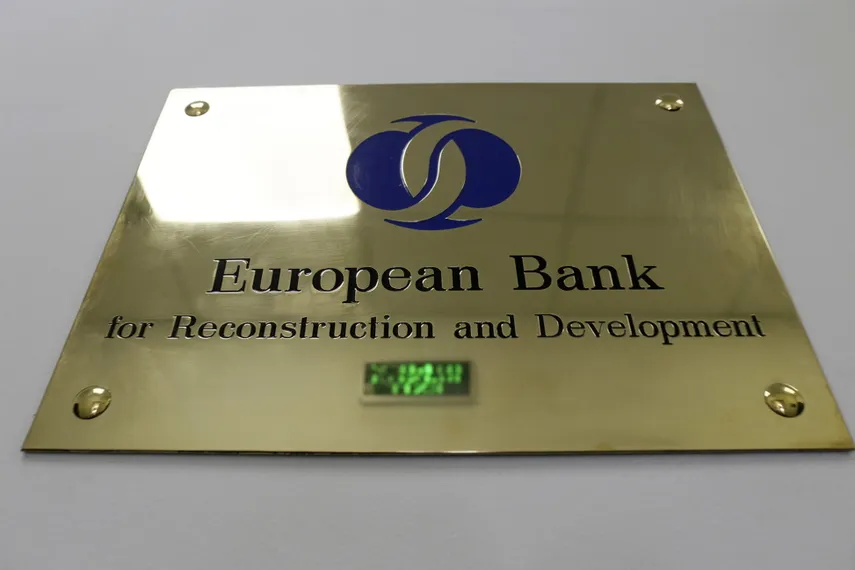 European Bank
for Reconstruction and Development